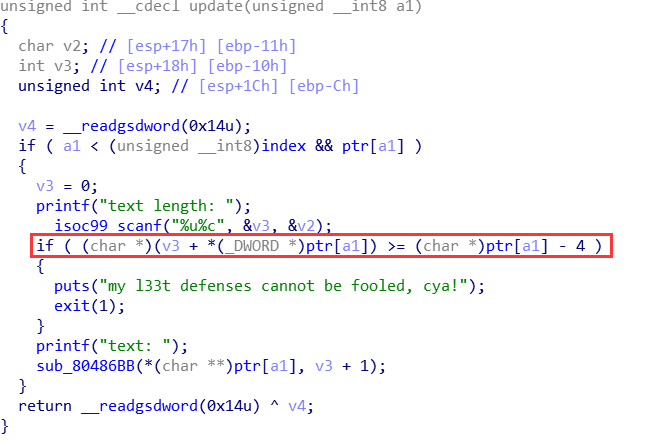 unsigned int __cdecl update(unsigned __int8 a1)
{
  char v2; // [esp+17h] [ebp-11h]
  int v3; // [esp+18h] [ebp-10h]
  unsigned int v4; // [esp+1Ch] [ebp-Ch]

  v4 = __readgsdword(0x14u);
  if ( a1 < (unsigned __int8)index && ptr[a1] )
  {
    v3 = 0;
    printf("text length: ");
    isoc99 scanf("%u%c", &v3, &v2);
    if ( (char *)(v3 + *(_DWORD *)ptr[a1]) >= (char *)ptr[a1] - 4 )
    {
      puts("my l33t defenses cannot be fooled, cya!");
      exit(1);
    }
    printf("text: ");
    sub_80486BB(*(char **)ptr[a1], v3 + 1);
  }
  return __readgsdword(0x14u) ^ v4;
}